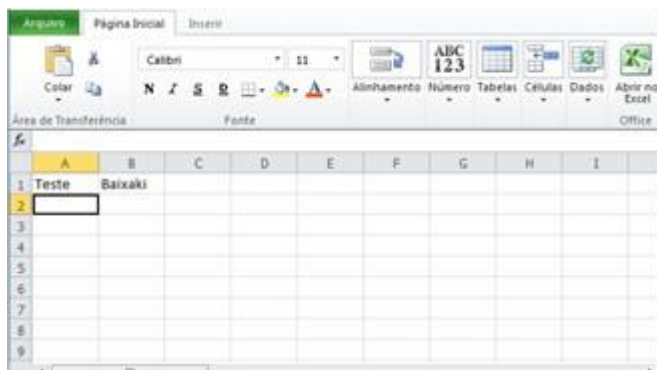 Arquivo Página Inicial Inserir
Calibri 11
ABC 123
Colar N I S D A
Alinhamento Número Tabelas Células Dados Abrir no Excel
Área de Transferência Fonte Office
fx
A B C D E F G H I
1 Teste Baixaki
2
3
4
5
6
7
8
9